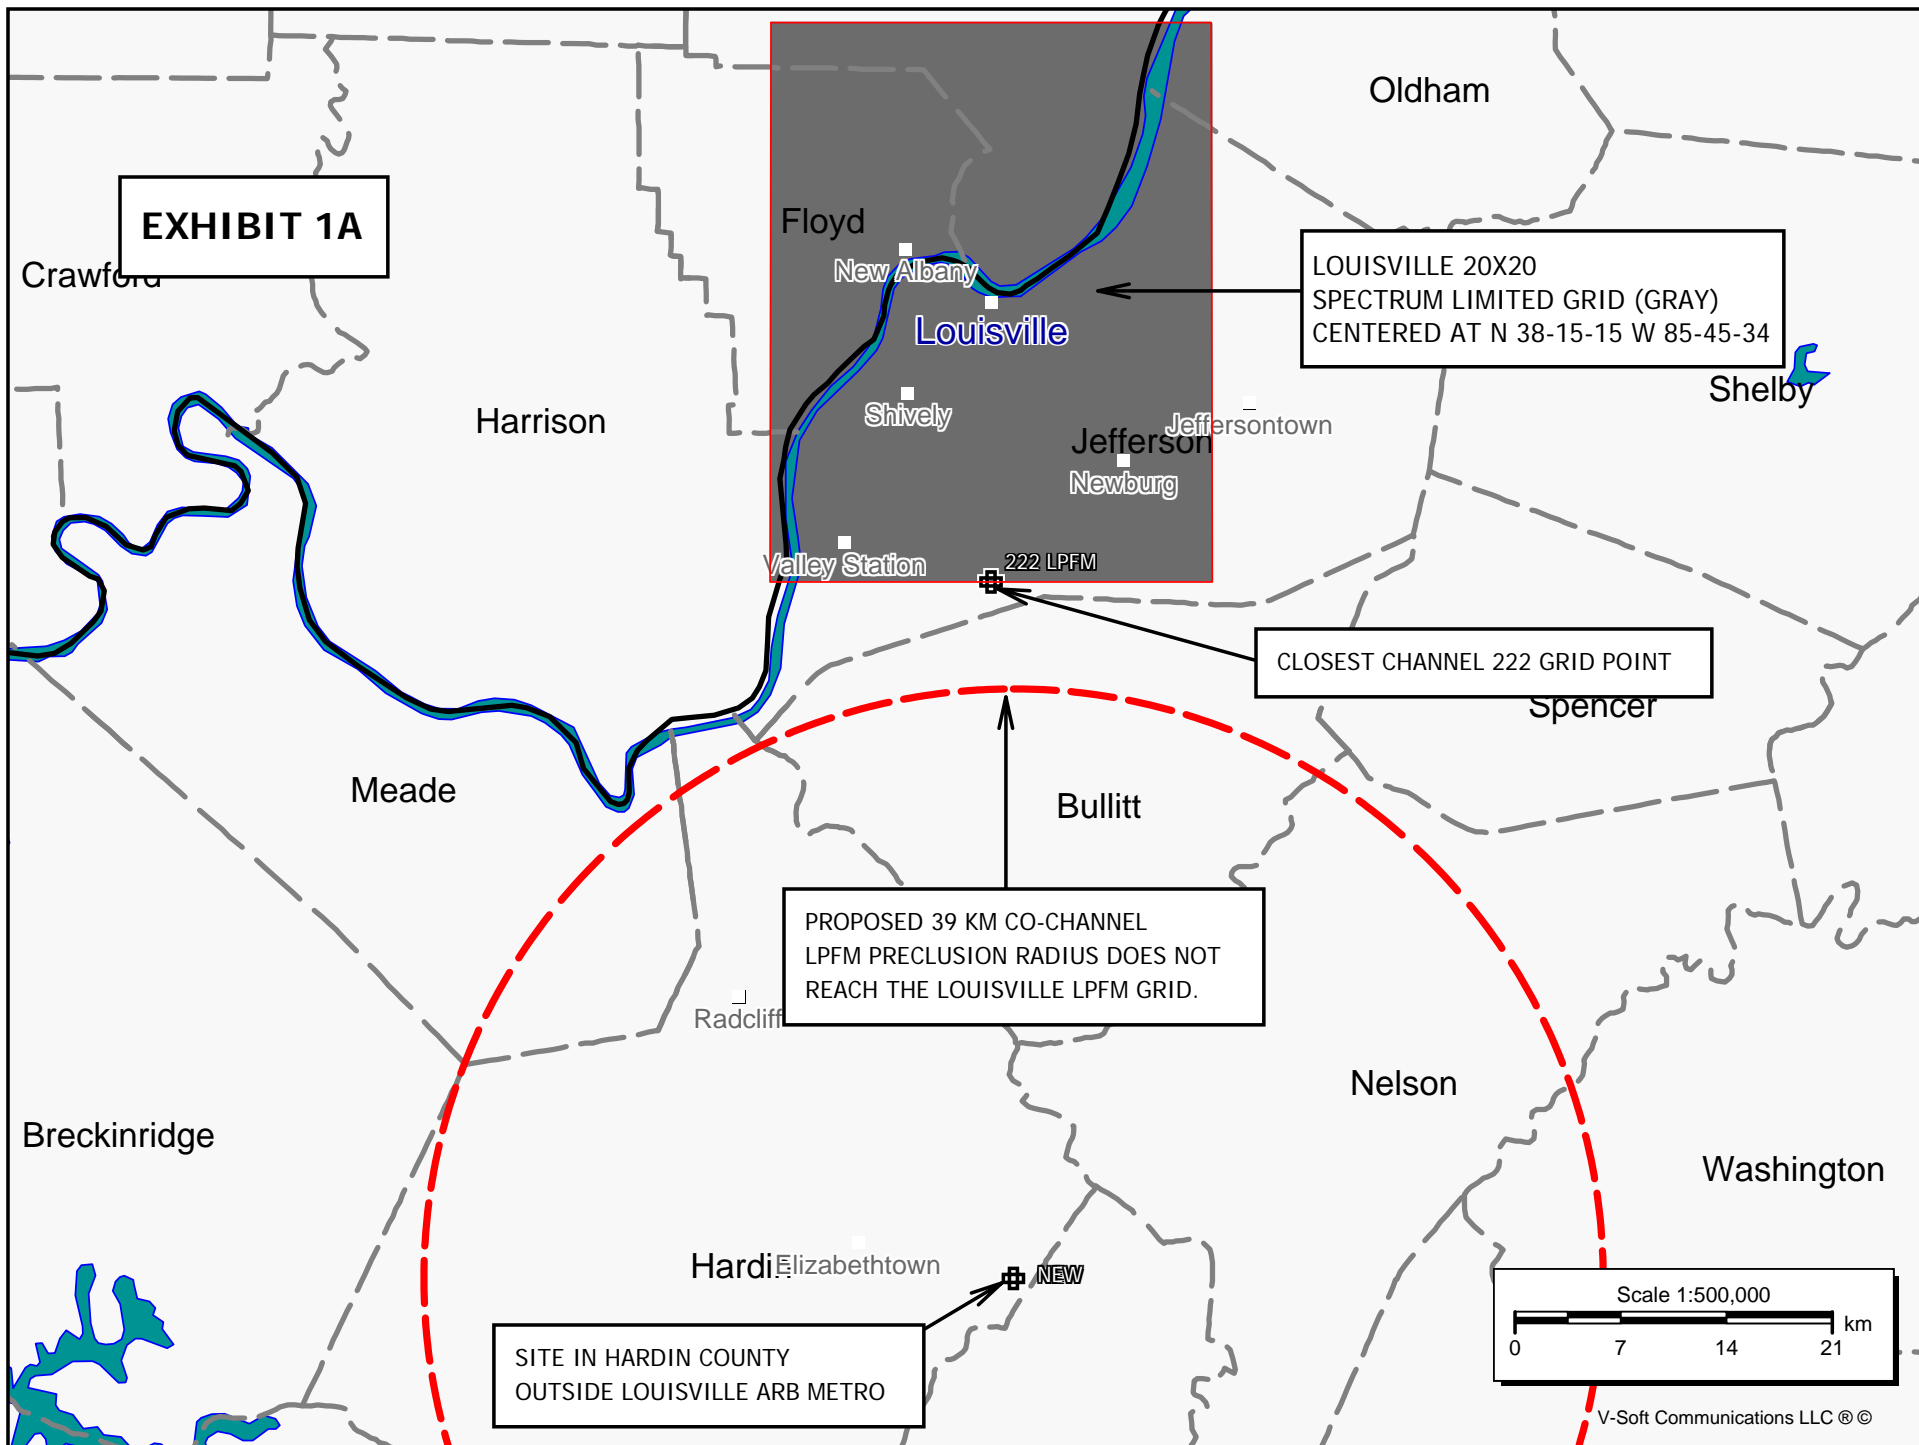 Oldham
EXHIBIT 1A
Floyd
Crawford
New Albany
LOUISVILLE 20X20
SPECTRUM LIMITED GRID (GRAY)
CENTERED AT N 38-15-15 W 85-45-34
Louisville
Shelby
Harrison
Shively
Jeffersontown
Jefferson
Newburg
Valley Station
222 LPFM
CLOSEST CHANNEL 222 GRID POINT
Spencer
Meade
Bullitt
PROPOSED 39 KM CO-CHANNEL
LPFM PRECLUSION RADIUS DOES NOT
REACH THE LOUISVILLE LPFM GRID.
Radcliff
Nelson
Breckinridge
Washington
Hardin
Elizabethtown
NEW
SITE IN HARDIN COUNTY
OUTSIDE LOUISVILLE ARB METRO
Scale 1:500,000
km
0 7 14 21
V-Soft Communications LLC ® ©